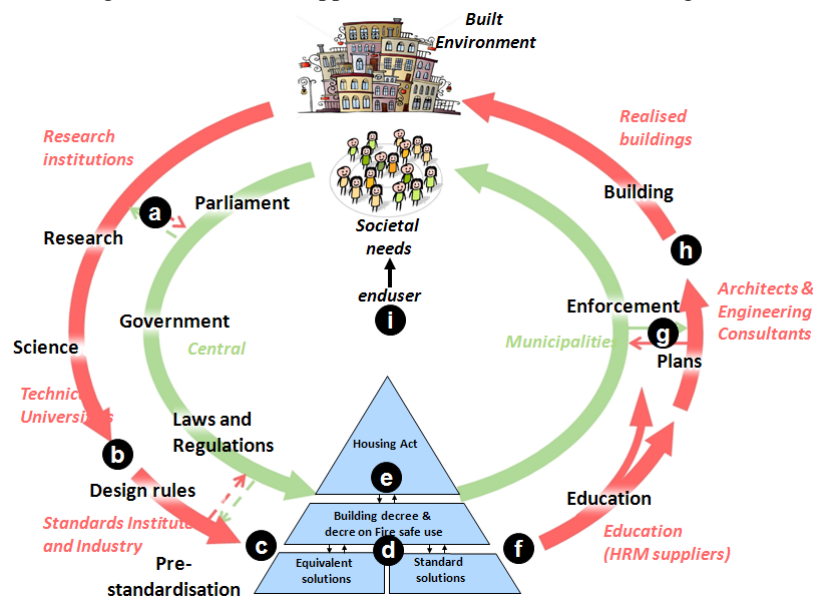 Built
Environment
Research
institutions
Realised
buildings
Parliament
Building
a
Research
Societal
needs
h
enduser
Architects &
Engineering
Consultants
i
Enforcement
Government
Central
Municipalities
g
Science
Plans
Technical
Universities
Laws and
Regulations
Housing Act
b
e
Design rules
Education
Building decree &
decre on Fire safe use
Standards Institute
and Industry
Education
(HRM suppliers)
c
d
f
Pre-
standardisation
Equivalent
solutions
Standard
solutions